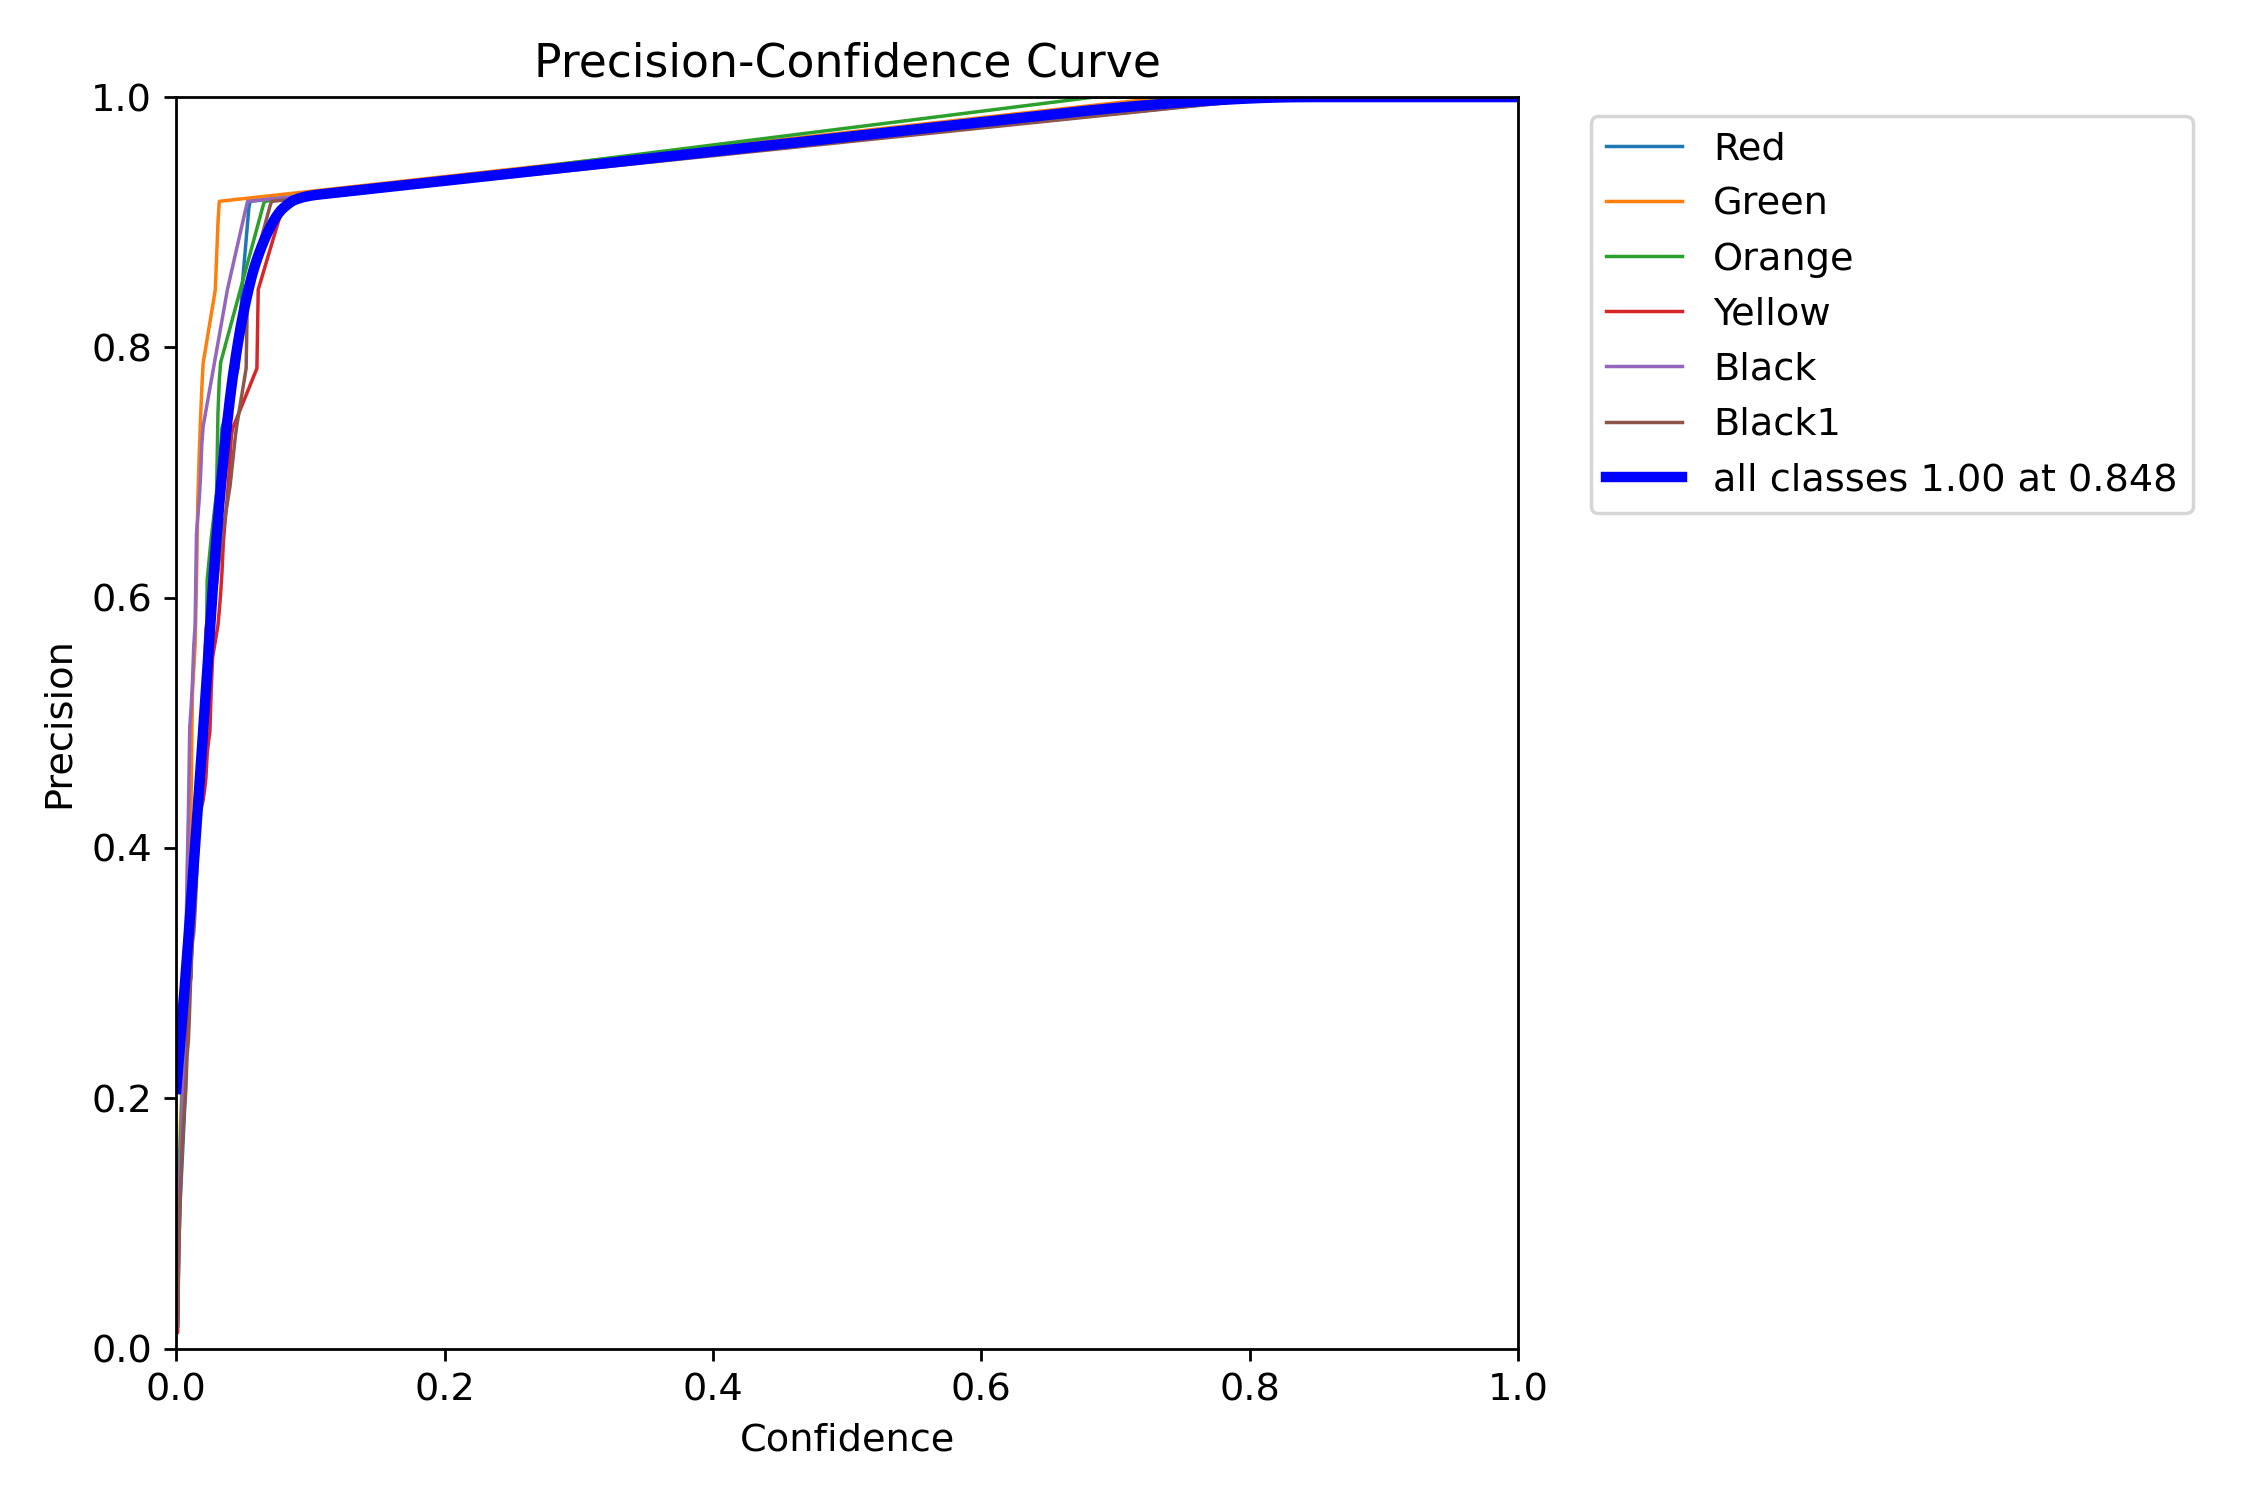 Precision-Confidence Curve
1.0
0.8
0.6
0.4
0.2
0.0
Precision
0.0 0.2 0.4 0.6 0.8 1.0
Confidence
Red
Green
Orange
Yellow
Black
Black1
all classes 1.00 at 0.848